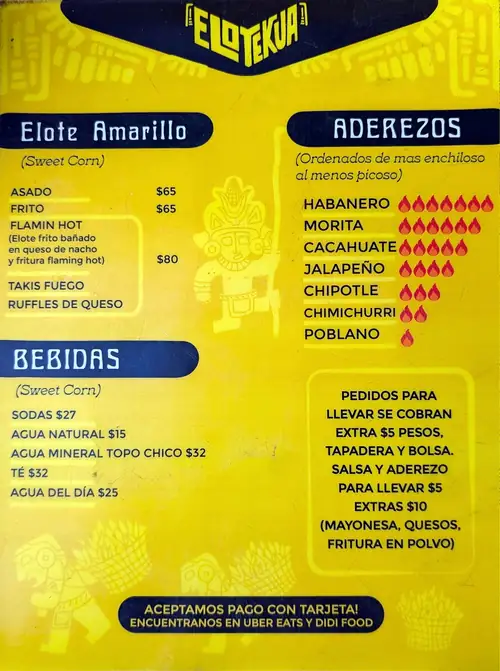 ELOTEKUA
Elote Amarillo
(Sweet Corn)
ASADO $65
FRITO $65
FLAMIN HOT
(Elote frito bañado
en queso de nacho
y fritura flaming hot) $80
TAKIS FUEGO
RUFFLES DE QUESO
BEBIDAS
(Sweet Corn)
SODAS $27
AGUA NATURAL $15
AGUA MINERAL TOPO CHICO $32
TÉ $32
AGUA DEL DÍA $25
ADEREZOS
(Ordenados de mas enchiloso
al menos picoso)
HABANERO
MORITA
CACAHUATE
JALAPEÑO
CHIPOTLE
CHIMICHURRI
POBLANO
PEDIDOS PARA
LLEVAR SE COBRAN
EXTRA $5 PESOS,
TAPADERA Y BOLSA.
SALSA Y ADEREZO
PARA LLEVAR $5
EXTRAS $10
(MAYONESA, QUESOS,
FRITURA EN POLVO)
ACEPTAMOS PAGO CON TARJETA!
ENCUENTRANOS EN UBER EATS Y DIDI FOOD